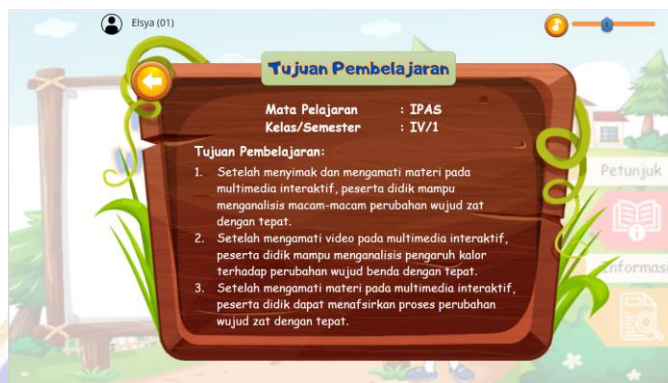 Elsya (01)
Tujuan Pembelajaran
Mata Pelajaran : IPAS
Kelas/Semester : IV/1
Tujuan Pembelajaran:
1. Setelah menyimak dan mengamati materi pada
multimedia interaktif, peserta didik mampu
menganalisis macam-macam perubahan wujud zat
dengan tepat.
2. Setelah mengamati video pada multimedia interaktif,
peserta didik mampu menganalisis pengaruh kalor
terhadap perubahan wujud benda dengan tepat.
3. Setelah mengamati materi pada multimedia interaktif,
peserta didik dapat menafsirkan proses perubahan
wujud zat dengan tepat.
Petunjuk
Informasi